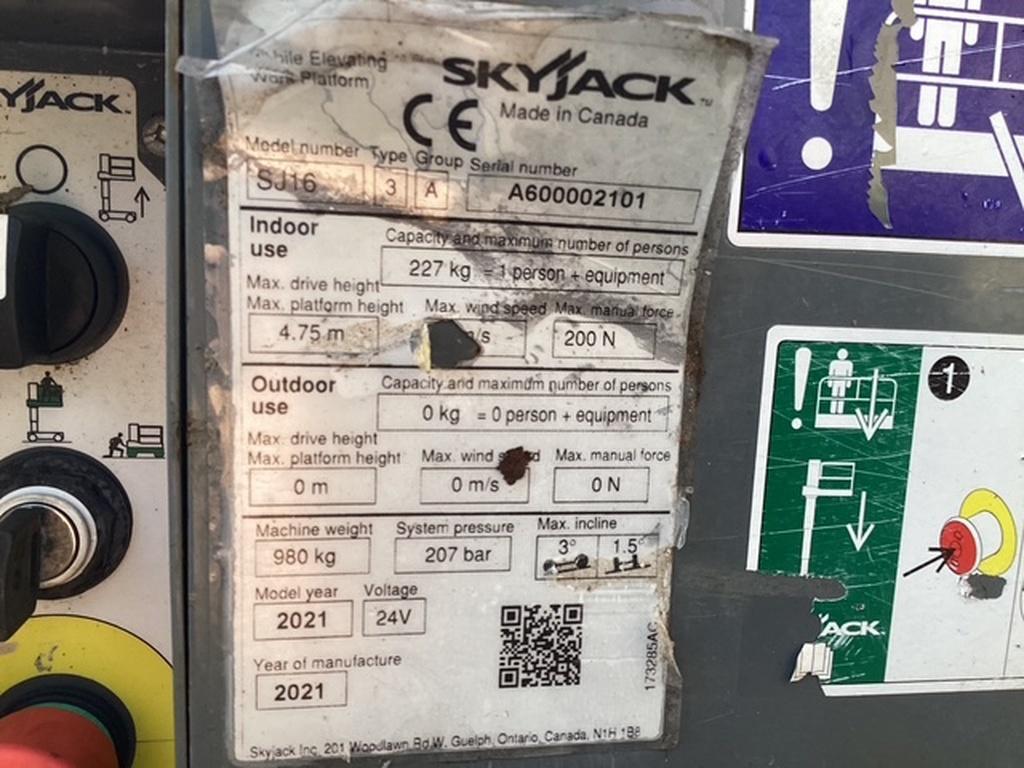 SKYJACK
Mobile Elevating
Work Platform
SKYJACK™
CE
Made in Canada
Model number Type Group Serial number
SJ16 3 A A600002101
Indoor use
Capacity and maximum number of persons
227 kg = 1 person + equipment
Max. drive height
Max. platform height Max. wind speed Max. manual force
4.75 m m/s 200 N
Outdoor use
Capacity and maximum number of persons
0 kg = 0 person + equipment
Max. drive height
Max. platform height Max. wind speed Max. manual force
0 m 0 m/s 0 N
Machine weight System pressure Max. incline
980 kg 207 bar 3° 1.5°
Model year Voltage
2021 24V
Year of manufacture
2021
173285AC
Skyjack Inc. 201 Woodlawn Rd.W. Guelph, Ontario, Canada, N1H 1B8
!
!
1
JACK